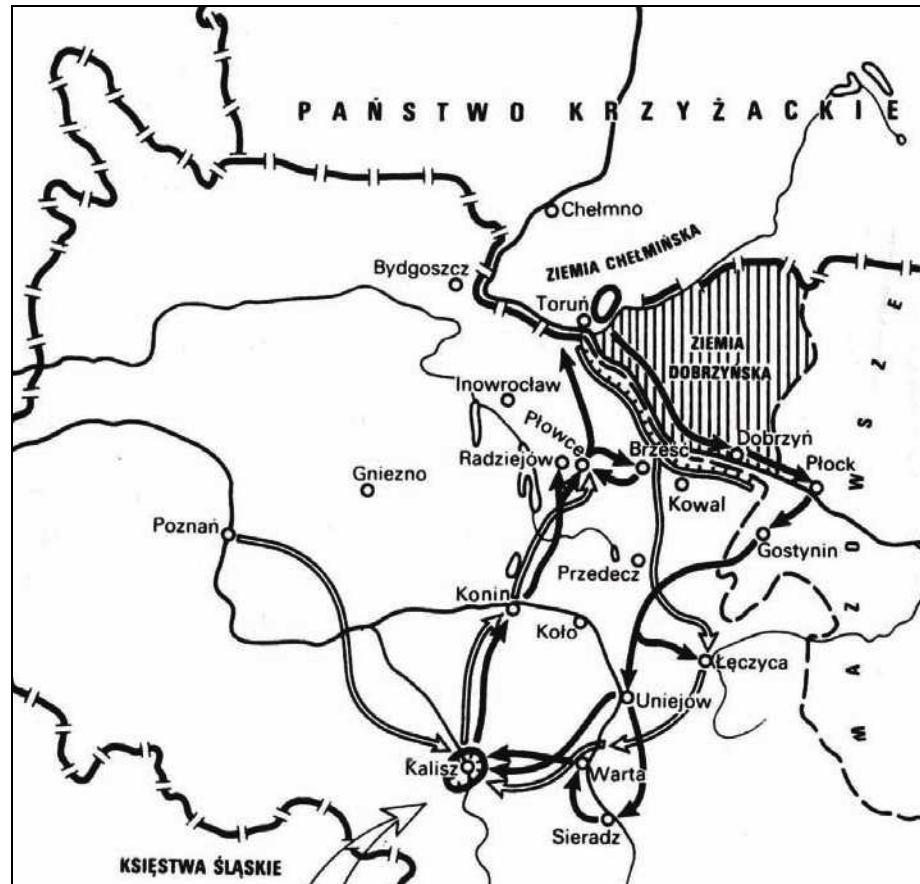 PAŃSTWO KRZYŻACKIE
Chełmno
ZIEMIA CHEŁMIŃSKA
Bydgoszcz
Toruń
ZIEMIA
DOBRZYŃSKA
Inowrocław
Płowce
Dobrzyń
Radziejów
Brześć
Płock
Gniezno
Kowal
Poznań
Gostynin
Przedecz
Konin
Koło
Łęczyca
Uniejów
Kalisz
Warta
Sieradz
KSIĘSTWA ŚLĄSKIE
MAZOWSZE